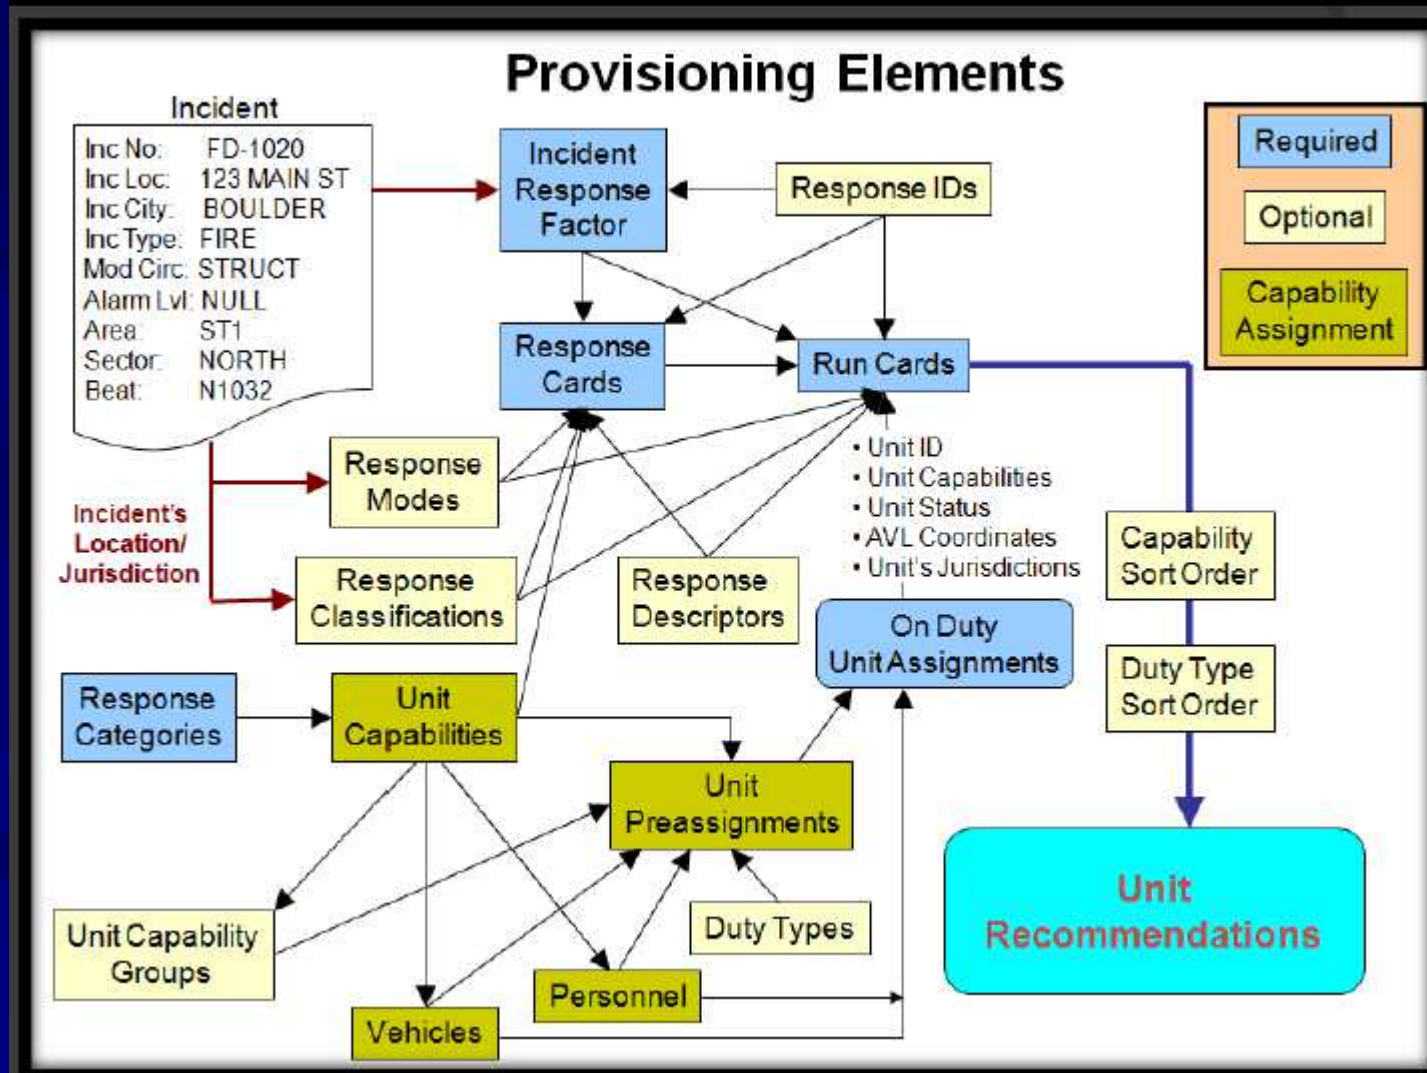 Provisioning Elements
Incident
Inc No: FD-1020
Inc Loc: 123 MAIN ST
Inc City: BOULDER
Inc Type: FIRE
Mod Circ: STRUCT
Alarm Lvl: NULL
Area: ST1
Sector: NORTH
Beat: N1032
Incident
Response
Factor
Response IDs
Required
Optional
Capability
Assignment
Response
Cards
Run Cards
Response
Modes
Incident's
Location/
Jurisdiction
Response
Classifications
Response
Descriptors
• Unit ID
• Unit Capabilities
• Unit Status
• AVL Coordinates
• Unit's Jurisdictions
On Duty
Unit Assignments
Capability
Sort Order
Duty Type
Sort Order
Response
Categories
Unit
Capabilities
Unit
Preassignments
Unit Capability
Groups
Duty Types
Personnel
Vehicles
Unit
Recommendations